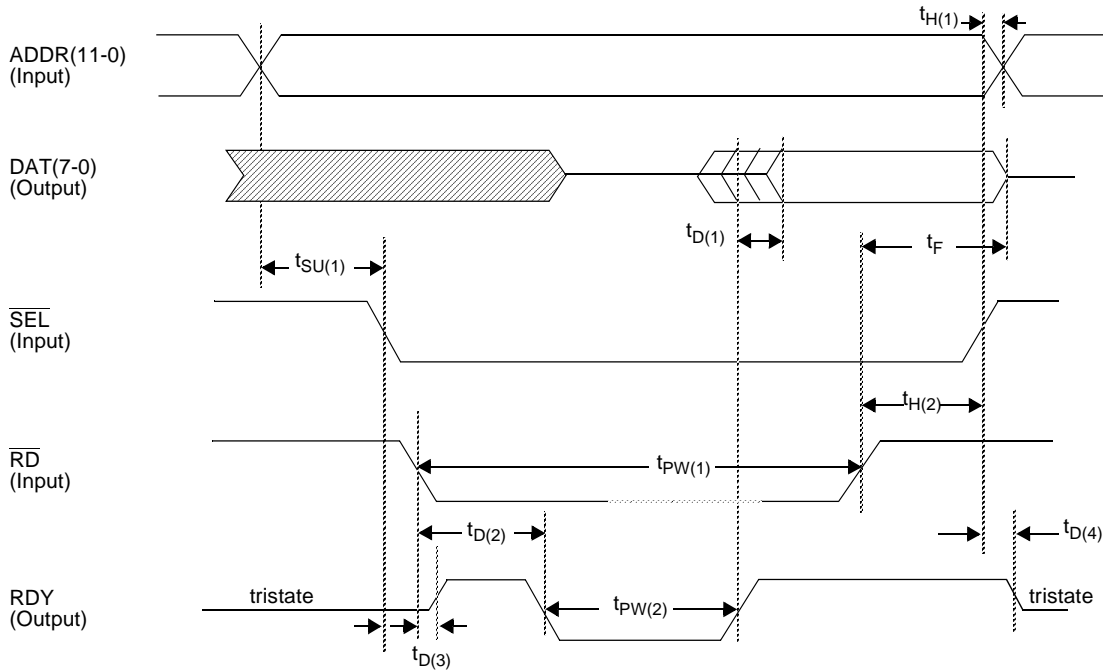 tH(1)
ADDR(11-0)
(Input)
DAT(7-0)
(Output)
tD(1)
tF
tSU(1)
SEL
(Input)
tH(2)
RD
(Input)
tPW(1)
tD(2)
tD(4)
RDY
(Output)
tristate
tPW(2)
tristate
tD(3)